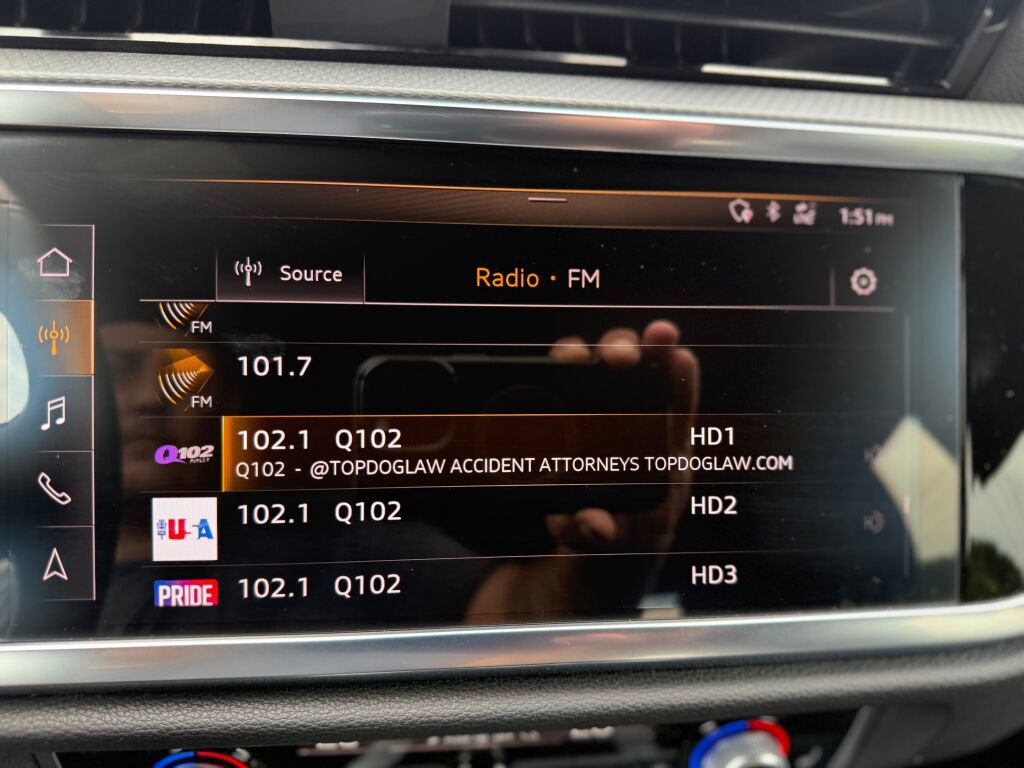 1:51 PM
Source
Radio • FM
FM
101.7
FM
102.1 Q102 HD1
Q102
Q102 - @TOPDOGLAW ACCIDENT ATTORNEYS TOPDOGLAW.COM
102.1 Q102 HD2
U A
102.1 Q102 HD3
PRIDE